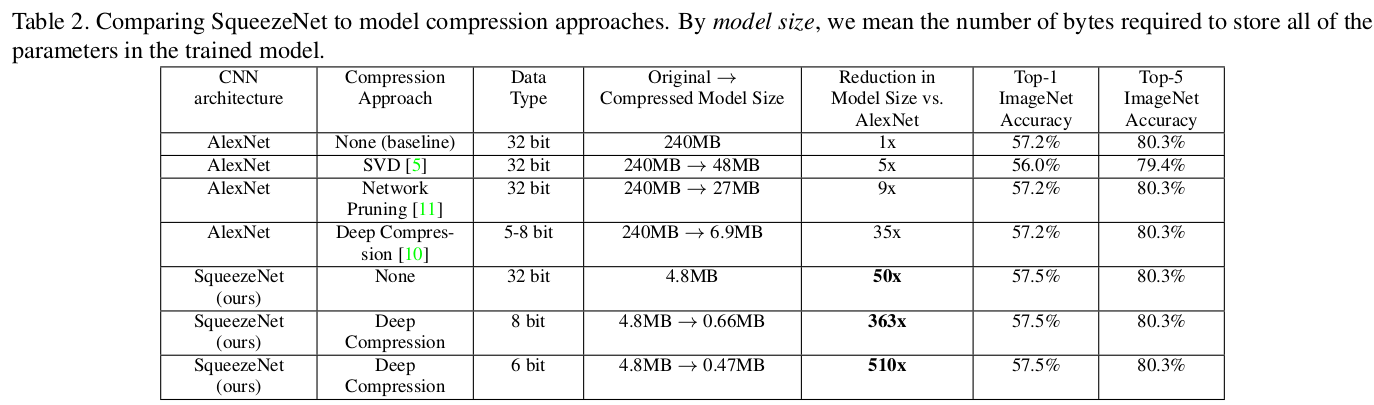 Table 2. Comparing SqueezeNet to model compression approaches. By model size, we mean the number of bytes required to store all of the
parameters in the trained model.
CNN architecture | Compression Approach | Data Type | Original → Compressed Model Size | Reduction in Model Size vs. AlexNet | Top-1 ImageNet Accuracy | Top-5 ImageNet Accuracy
AlexNet | None (baseline) | 32 bit | 240MB | 1x | 57.2% | 80.3%
AlexNet | SVD [5] | 32 bit | 240MB → 48MB | 5x | 56.0% | 79.4%
AlexNet | Network Pruning [11] | 32 bit | 240MB → 27MB | 9x | 57.2% | 80.3%
AlexNet | Deep Compres-sion [10] | 5-8 bit | 240MB → 6.9MB | 35x | 57.2% | 80.3%
SqueezeNet (ours) | None | 32 bit | 4.8MB | 50x | 57.5% | 80.3%
SqueezeNet (ours) | Deep Compression | 8 bit | 4.8MB → 0.66MB | 363x | 57.5% | 80.3%
SqueezeNet (ours) | Deep Compression | 6 bit | 4.8MB → 0.47MB | 510x | 57.5% | 80.3%